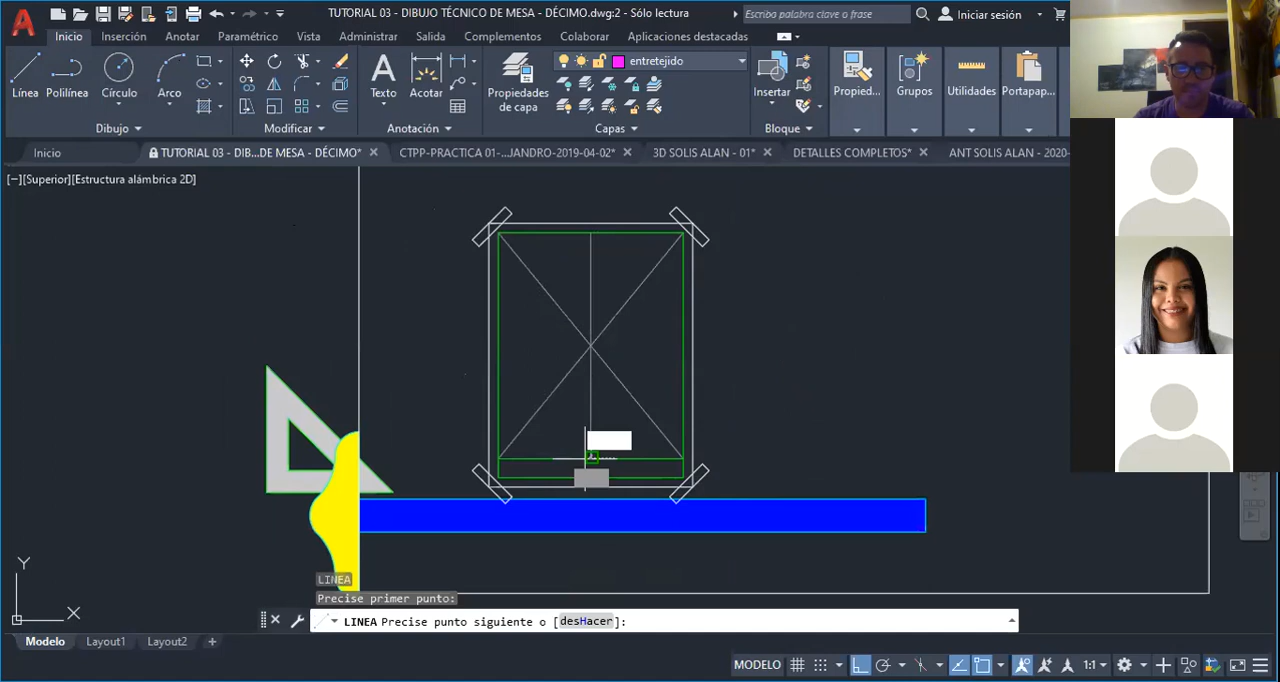 TUTORIAL 03 - DIBUJO TÉCNICO DE MESA - DÉCIMO.dwg:2 - Sólo lectura
Escriba palabra clave o frase
Iniciar sesión
Inicio Inserción Anotar Paramétrico Vista Administrar Salida Complementos Colaborar Aplicaciones destacadas
Línea
Polilínea
Círculo
Arco
Texto
Acotar
Propiedades de capa
entretejido
Insertar
Propied...
Grupos
Utilidades
Portapap...
Dibujo
Modificar
Anotación
Capas
Bloque
Inicio
TUTORIAL 03 - DIB...DE MESA - DÉCIMO*
CTPP-PRACTICA 01-...JANDRO-2019-04-02*
3D SOLIS ALAN - 01*
DETALLES COMPLETOS*
ANT SOLIS ALAN - 2020-
[−][Superior][Estructura alámbrica 2D]
Y
X
LINEA
Precise primer punto:
LINEA Precise punto siguiente o [desHacer]:
Modelo Layout1 Layout2 +
MODELO
1:1